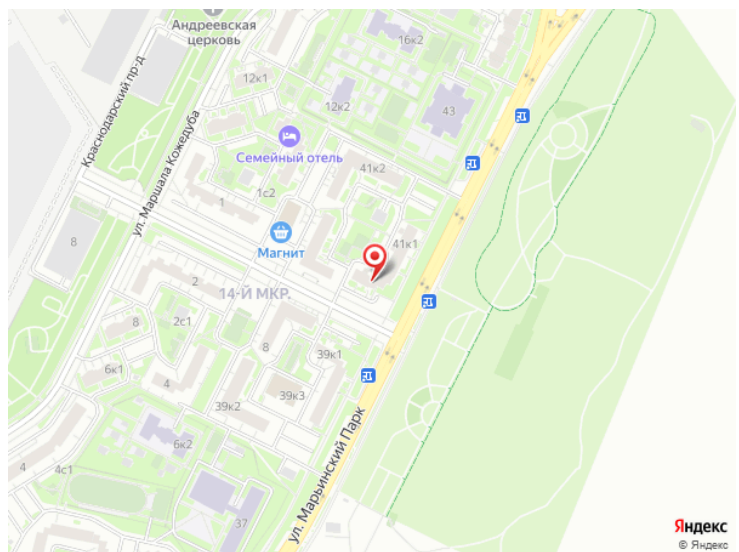 Андреевская
церковь
16к2
12к1
12к2
43
Краснодарский пр-д
ул. Маршала Кожедуба
Семейный отель
41к2
1с2
1
8
Магнит
41к1
2
14-Й МКР.
8
2с1
8
39к1
6к1
4
39к3
39к2
6к2
ул. Марьинский Парк
4
4с1
37
Яндекс
© Яндекс